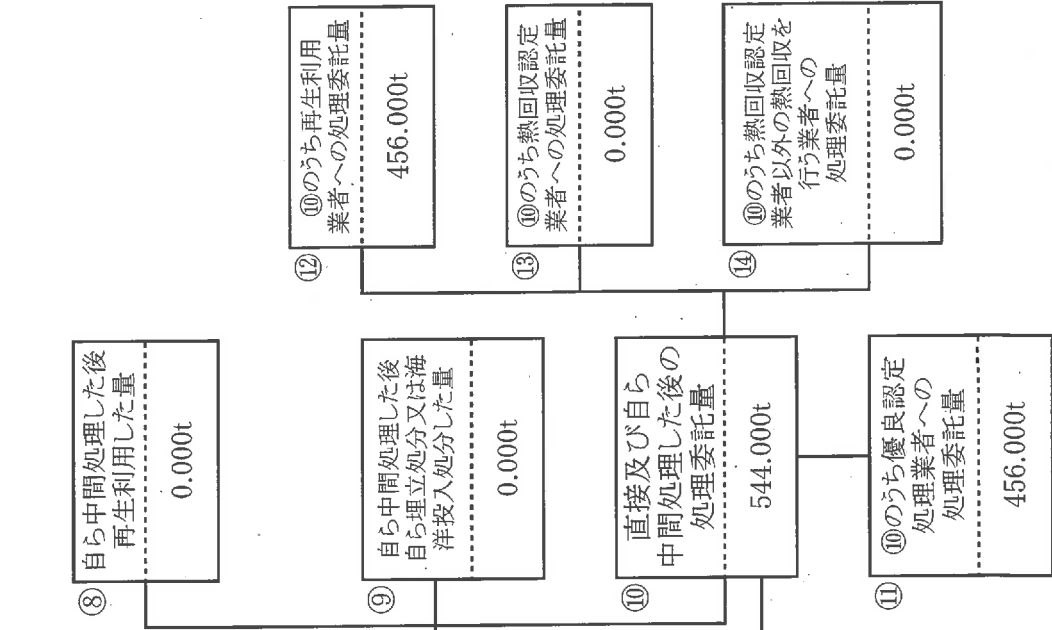 ⑧
自ら中間処理した後
再生利用した量
0.000t
⑨
自ら中間処理した後
自ら埋立処分又は海
洋投入処分した量
0.000t
⑩
直接及び自ら
中間処理した後の
処理委託量
544.000t
⑪
⑩のうち優良認定
処理業者への
処理委託量
456.000t
⑫
⑩のうち再生利用
業者への処理委託量
456.000t
⑬
⑩のうち熱回収認定
業者への処理委託量
0.000t
⑭
⑩のうち熱回収認定
業者以外の熱回収を
行う業者への
処理委託量
0.000t